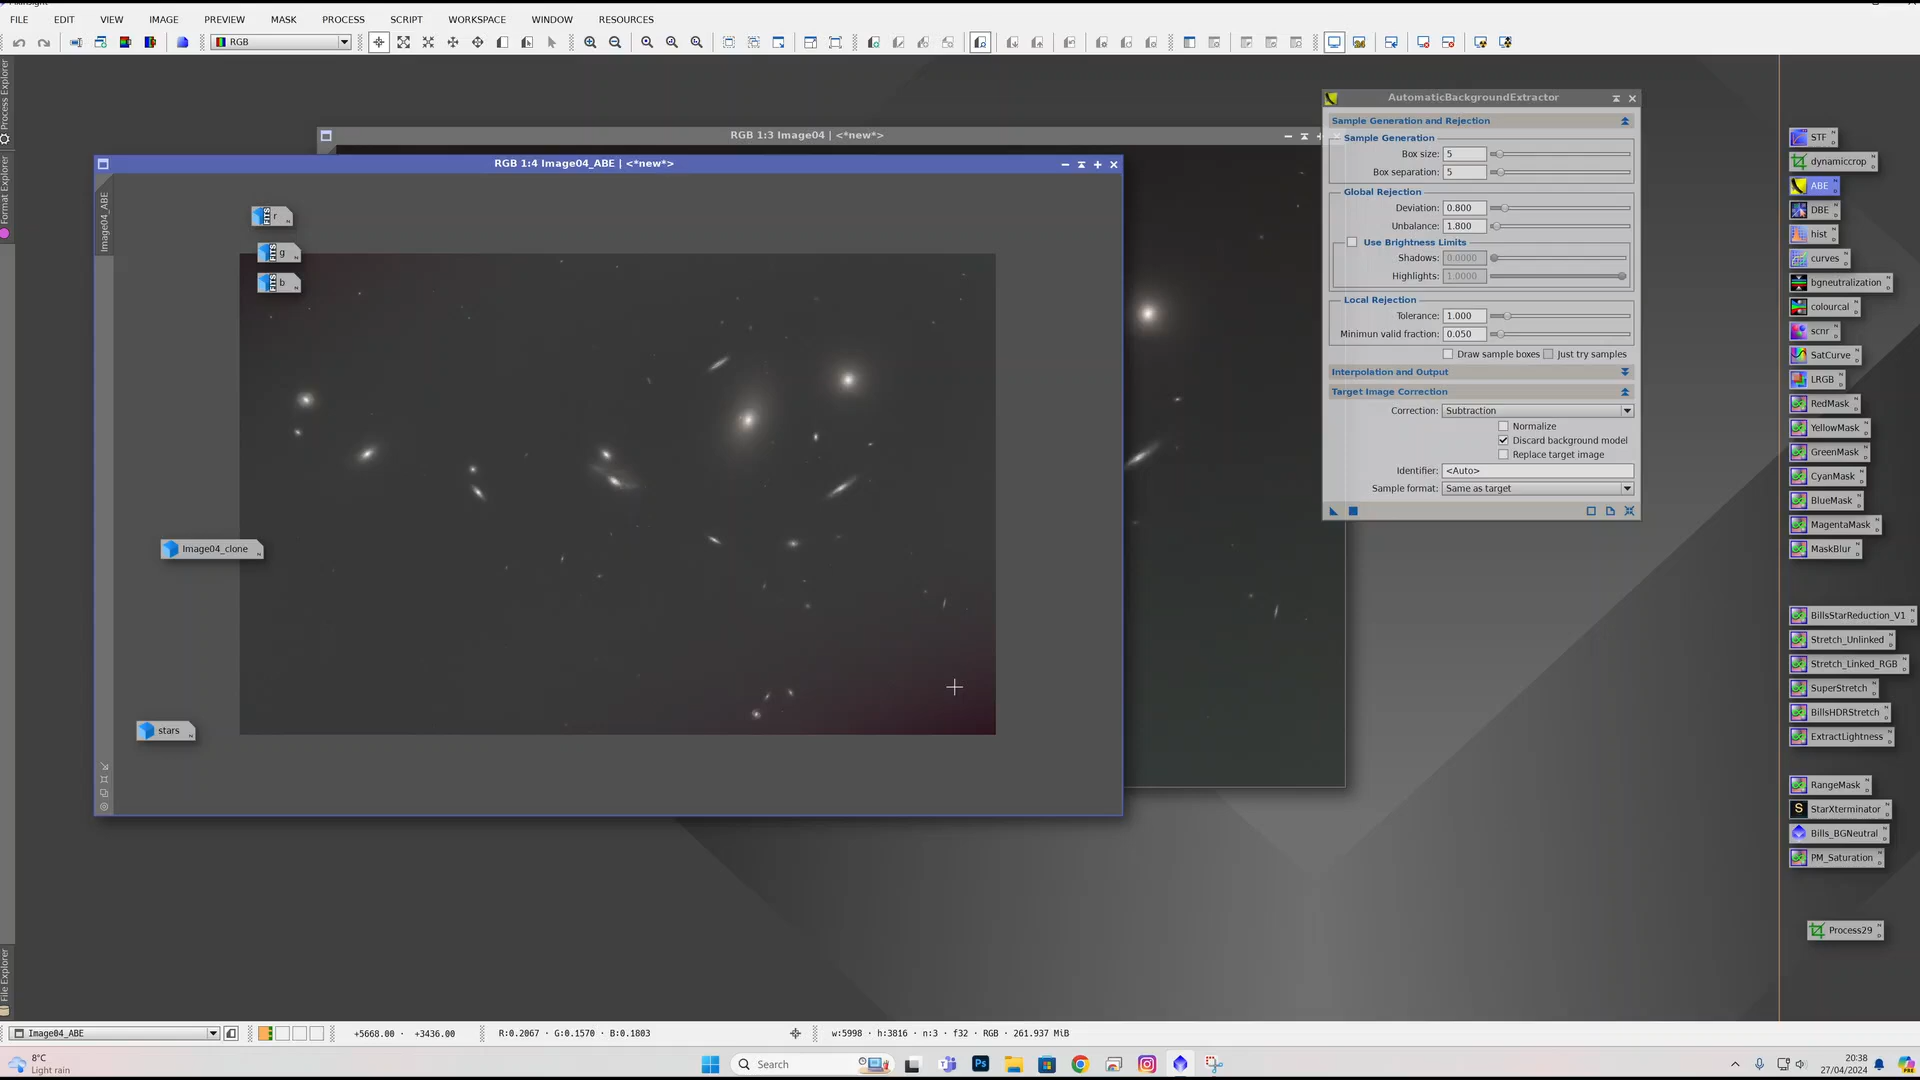 FILE EDIT VIEW IMAGE PREVIEW MASK PROCESS SCRIPT WORKSPACE WINDOW RESOURCES
RGB
Process Explorer
Format Explorer
File Explorer
RGB 1:3 Image04 | <*new*>
RGB 1:4 Image04_ABE | <*new*>
Image04_ABE
r
g
b
Image04_clone
stars
AutomaticBackgroundExtractor
Sample Generation and Rejection
Sample Generation
Box size: 5
Box separation: 5
Global Rejection
Deviation: 0.800
Unbalance: 1.800
Use Brightness Limits
Shadows: 0.0000
Highlights: 1.0000
Local Rejection
Tolerance: 1.000
Minimun valid fraction: 0.050
Draw sample boxes Just try samples
Interpolation and Output
Target Image Correction
Correction: Subtraction
Normalize
Discard background model
Replace target image
Identifier: <Auto>
Sample format: Same as target
STF
dynamiccrop
ABE
DBE
hist
curves
bgneutralization
colourcal
scnr
SatCurve
LRGB
RedMask
YellowMask
GreenMask
CyanMask
BlueMask
MagentaMask
MaskBlur
BillsStarReduction_V1
Stretch_Unlinked
Stretch_Linked_RGB
SuperStretch
BillsHDRStretch
ExtractLightness
RangeMask
StarXterminator
Bills_BGNeutral
PM_Saturation
Process29
Image04_ABE
+5668.00 · +3436.00
R:0.2067 · G:0.1570 · B:0.1803
w:5998 · h:3816 · n:3 · f32 · RGB · 261.937 MiB
8°C
Light rain
Search
20:38
27/04/2024